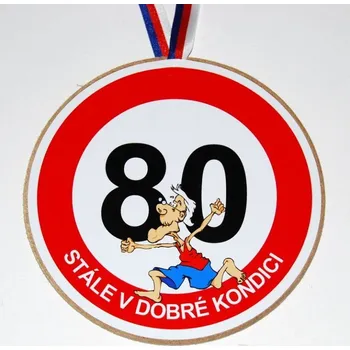 80
STÁLE V DOBRÉ KONDICI